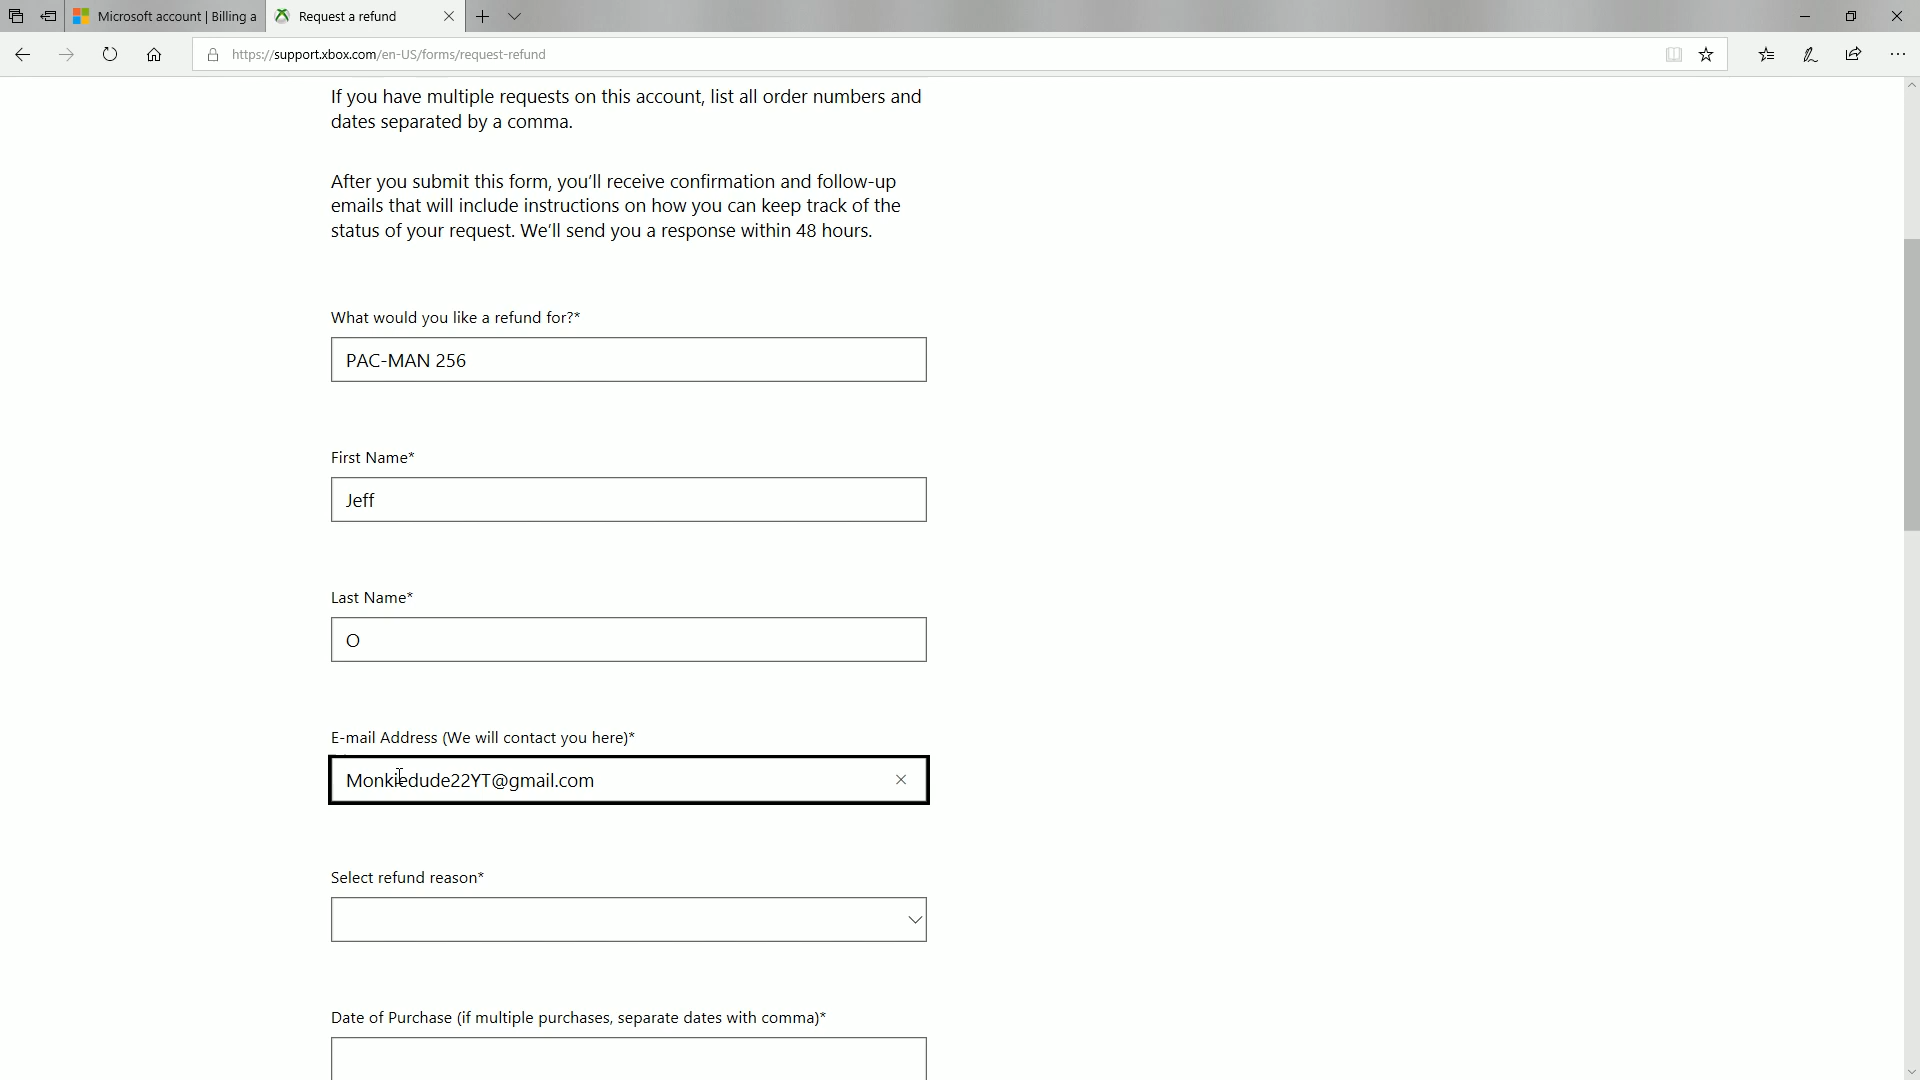 Microsoft account | Billing a
Request a refund
https://support.xbox.com/en-US/forms/request-refund
If you have multiple requests on this account, list all order numbers and
dates separated by a comma.
After you submit this form, you'll receive confirmation and follow-up
emails that will include instructions on how you can keep track of the
status of your request. We'll send you a response within 48 hours.
What would you like a refund for?*
PAC-MAN 256
First Name*
Jeff
Last Name*
O
E-mail Address (We will contact you here)*
Monkiedude22YT@gmail.com
Select refund reason*
Date of Purchase (if multiple purchases, separate dates with comma)*